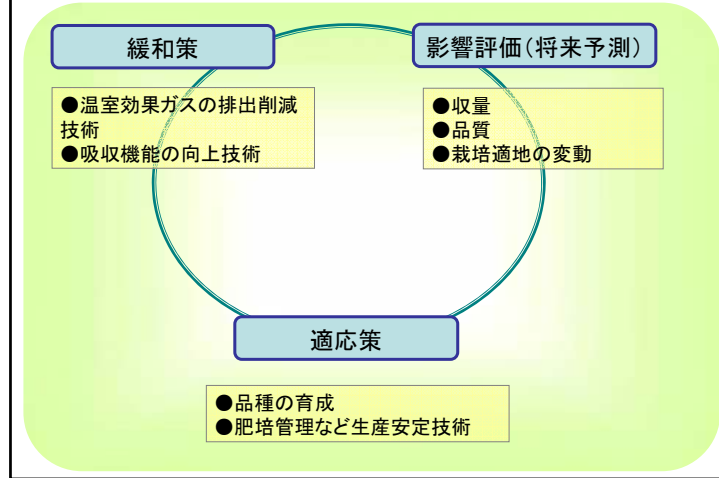 緩和策
影響評価(将来予測)
●温室効果ガスの排出削減
技術
●吸収機能の向上技術
●収量
●品質
●栽培適地の変動
適応策
●品種の育成
●肥培管理など生産安定技術